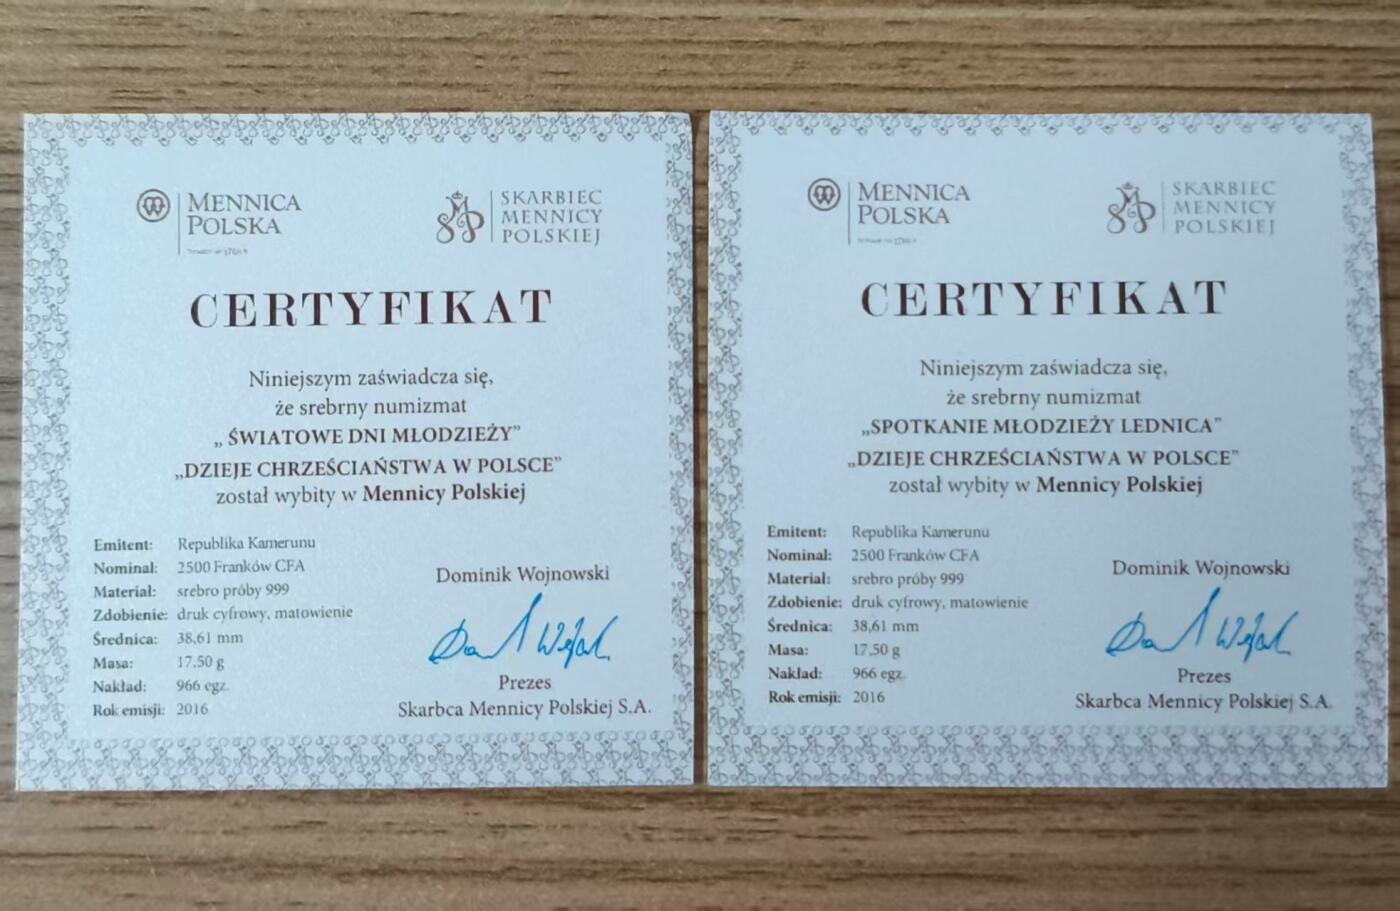 MENNICA
POLSKA
SKARBIEC
MENNICY
POLSKIEJ
CERTYFIKAT
Niniejszym zaświadcza się,
że srebrny numizmat
„ ŚWIATOWE DNI MŁODZIEŻY”
„DZIEJE CHRZEŚCIAŃSTWA W POLSCE”
został wybity w Mennicy Polskiej
Emitent: Republika Kamerunu
Nominał: 2500 Franków CFA
Materiał: srebro próby 999
Zdobienie: druk cyfrowy, matowienie
Średnica: 38,61 mm
Masa: 17.50 g
Nakład: 966 egz.
Rok emisji: 2016
Dominik Wojnowski
Prezes
Skarbca Mennicy Polskiej S.A.
MENNICA
POLSKA
SKARBIEC
MENNICY
POLSKIEJ
CERTYFIKAT
Niniejszym zaświadcza się,
że srebrny numizmat
„SPOTKANIE MŁODZIEŻY LEDNICA”
„DZIEJE CHRZEŚCIAŃSTWA W POLSCE”
został wybity w Mennicy Polskiej
Emitent: Republika Kamerunu
Nominał: 2500 Franków CFA
Materiał: srebro próby 999
Zdobienie: druk cyfrowy, matowienie
Średnica: 38,61 mm
Masa: 17,50 g
Nakład: 966 egz.
Rok emisji: 2016
Dominik Wojnowski
Prezes
Skarbca Mennicy Polskiej S.A.